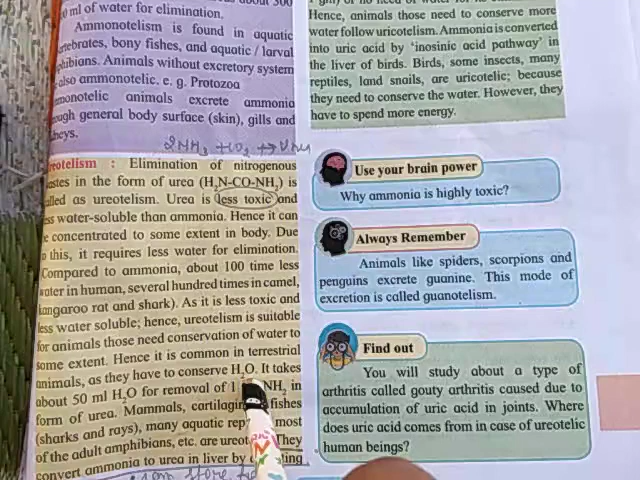 ml of water for elimination.
Ammonotelism is found in aquatic
bony fishes, and aquatic / larval
Animals without excretory system
also ammonotelic. e. g. Protozoa
animals excrete ammonia
general body surface (skin), gills and
2NH₃ +CO₂ →
: Elimination of nitrogenous
in the form of urea (H₂N-CO-NH₂) is
as ureotelism. Urea is less toxic and
water-soluble than ammonia. Hence it can
concentrated to some extent in body. Due
this, it requires less water for elimination.
Compared to ammonia, about 100 time less
water in human, several hundred times in camel,
rat and shark). As it is less toxic and
less water soluble; hence, ureotelism is suitable
for animals those need conservation of water to
some extent. Hence it is common in terrestrial
animals, as they have to conserve H₂O. It takes
about 50 ml H₂O for removal of 1 NH₂ in
form of urea. Mammals, fishes
(sharks and rays), many aquatic most
of the adult amphibians, etc. are They
convert ammonia to urea in liver by
store
Hence, animals those need to conserve more
water follow uricotelism. Ammonia is converted
into uric acid by 'inosinic acid pathway' in
the liver of birds. Birds, some insects, many
reptiles, land snails, are uricotelic; because
they need to conserve the water. However, they
have to spend more energy.
Use your brain power
Why ammonia is highly toxic?
Always Remember
Animals like spiders, scorpions and
penguins excrete guanine. This mode of
excretion is called guanotelism.
Find out
You will study about a type of
arthritis called gouty arthritis caused due to
accumulation of uric acid in joints. Where
does uric acid comes from in case of ureotelic
human beings?